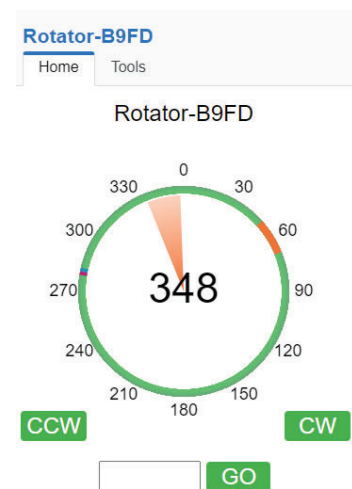 Rotator-B9FD
Home Tools
Rotator-B9FD
0
330 30
300 60
348
270 90
240 120
210 150
180
CCW CW
GO